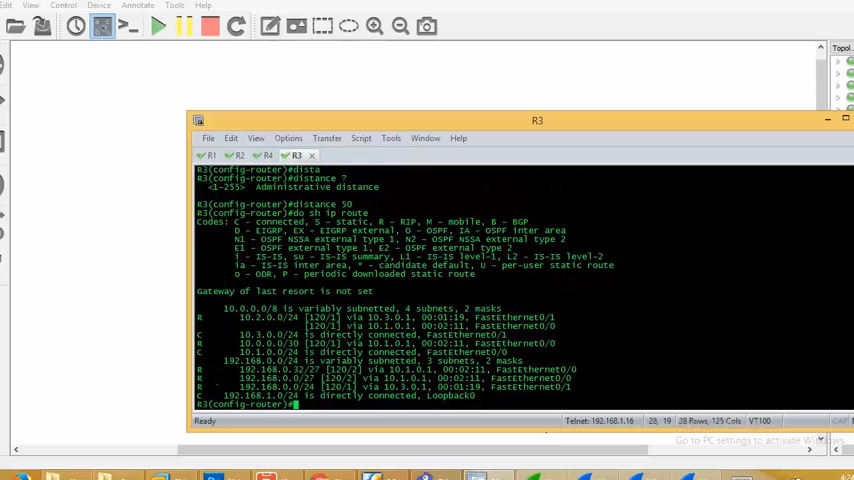 Edit View Control Device Annotate Tools Help
Topol..
R3
File Edit View Options Transfer Script Tools Window Help
R1 R2 R4 R3
R3(config-router)#dista
R3(config-router)#distance ?
<1-255> Administrative distance
R3(config-router)#distance 50
R3(config-router)#do sh ip route
Codes: C - connected, S - static, R - RIP, M - mobile, B - BGP
D - EIGRP, EX - EIGRP external, O - OSPF, IA - OSPF inter area
N1 - OSPF NSSA external type 1, N2 - OSPF NSSA external type 2
E1 - OSPF external type 1, E2 - OSPF external type 2
i - IS-IS, su - IS-IS summary, L1 - IS-IS level-1, L2 - IS-IS level-2
ia - IS-IS inter area, * - candidate default, U - per-user static route
o - ODR, P - periodic downloaded static route
Gateway of last resort is not set
10.0.0.0/8 is variably subnetted, 4 subnets, 2 masks
R 10.2.0.0/24 [120/1] via 10.3.0.1, 00:01:19, FastEthernet0/1
[120/1] via 10.1.0.1, 00:02:11, FastEthernet0/0
C 10.3.0.0/24 is directly connected, FastEthernet0/1
R 10.0.0.0/30 [120/1] via 10.1.0.1, 00:02:11, FastEthernet0/0
C 10.1.0.0/24 is directly connected, FastEthernet0/0
192.168.0.0/24 is variably subnetted, 3 subnets, 2 masks
R 192.168.0.32/27 [120/2] via 10.1.0.1, 00:02:11, FastEthernet0/0
R 192.168.0.0/27 [120/2] via 10.1.0.1, 00:02:11, FastEthernet0/0
R 192.168.0.0/24 [120/1] via 10.3.0.1, 00:01:19, FastEthernet0/1
C 192.168.1.0/24 is directly connected, Loopback0
R3(config-router)#
Ready Telnet: 192.168.1.16 28, 19 28 Rows, 125 Cols VT100 CAP
Go to PC settings to activate Windows.